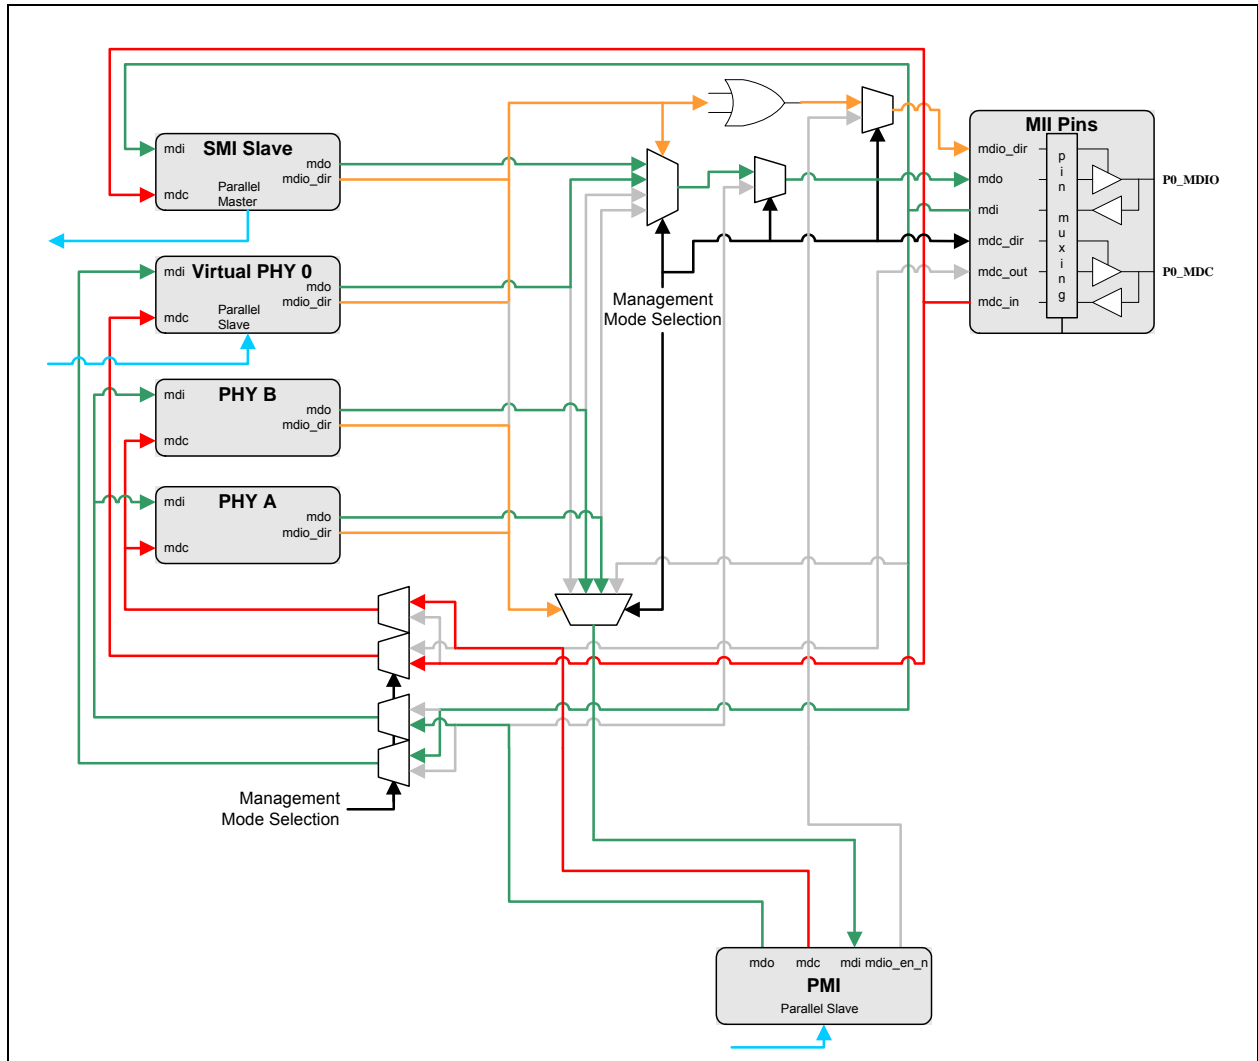 SMI Slave
mdi
mdo
mdio_dir
mdc
Parallel
Master
Virtual PHY 0
mdi
mdo
mdio_dir
mdc
Parallel
Slave
PHY B
mdi
mdo
mdio_dir
mdc
PHY A
mdi
mdo
mdio_dir
mdc
Management
Mode Selection
MII Pins
mdio_dir
mdo
mdi
mdc_dir
mdc_out
mdc_in
pin muxing
P0_MDIO
P0_MDC
Management
Mode Selection
mdo
mdc
mdi
mdio_en_n
PMI
Parallel Slave